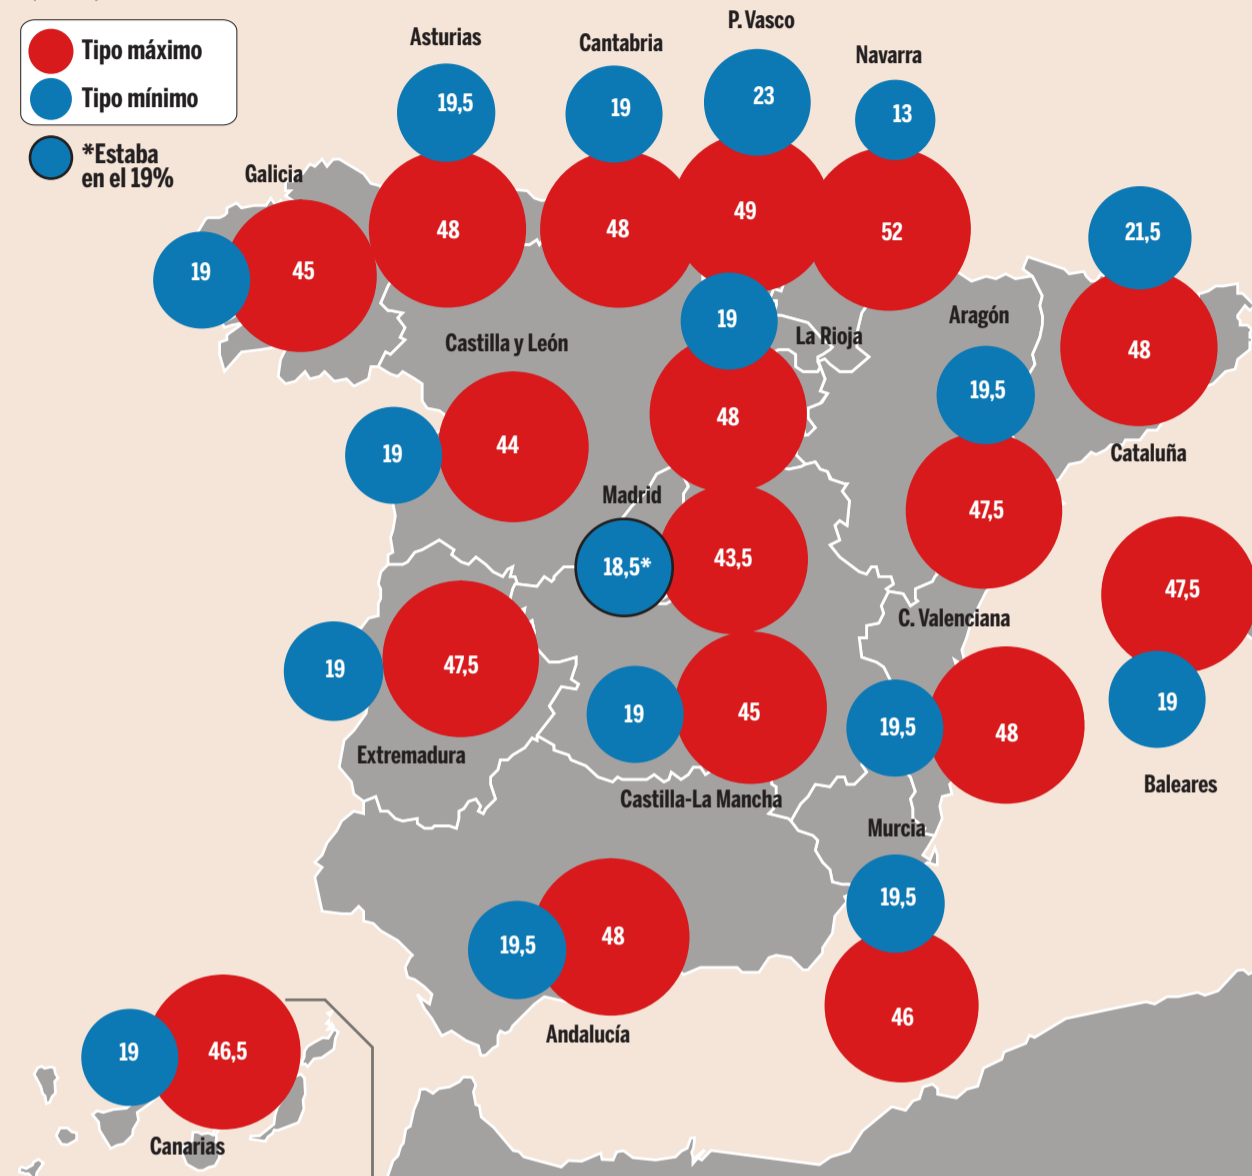 Tipo máximo
Tipo mínimo
*Estaba
en el 19%
Asturias
19,5
48
Cantabria
19
48
P. Vasco
23
49
Navarra
13
52
Galicia
19
45
21,5
48
Cataluña
Castilla y León
19
44
La Rioja
19
48
Aragón
19,5
47,5
Madrid
18,5*
43,5
47,5
19
Baleares
C. Valenciana
19,5
48
19
47,5
Extremadura
19
45
Castilla-La Mancha
Murcia
19,5
46
19,5
48
Andalucía
19
46,5
Canarias